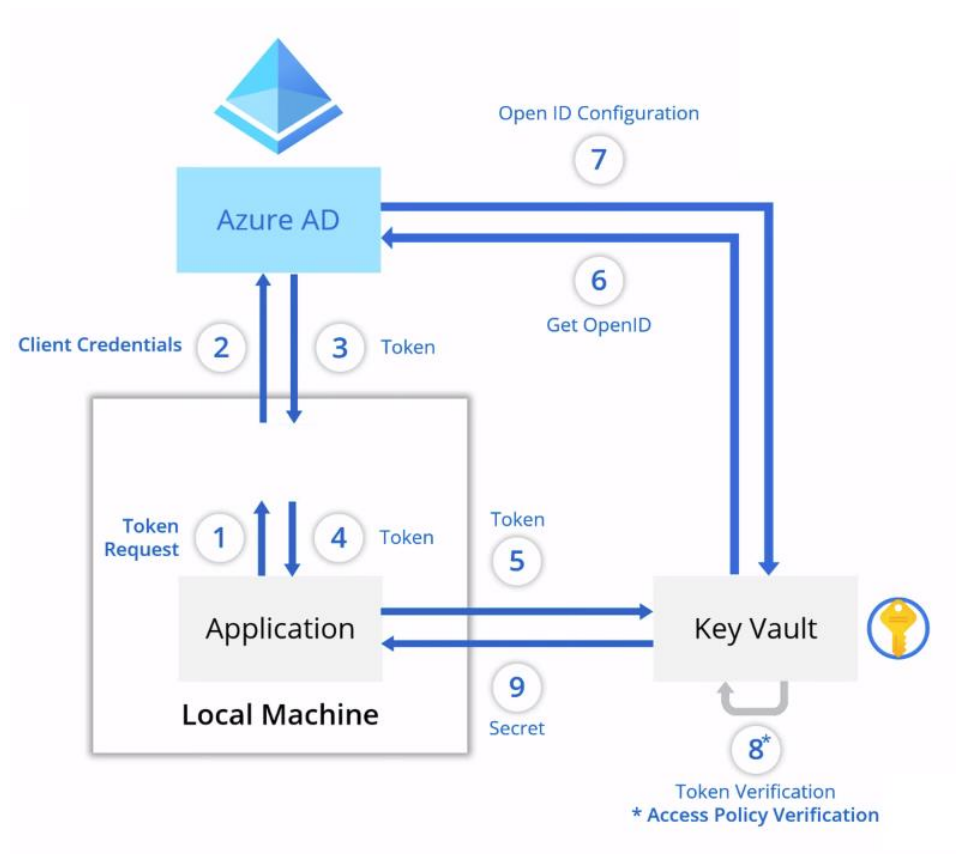 Open ID Configuration
7
Azure AD
6
Get OpenID
Client Credentials
2
3
Token
Token
Request
1
4
Token
Token
5
Application
Key Vault
Local Machine
9
Secret
8*
Token Verification
* Access Policy Verification